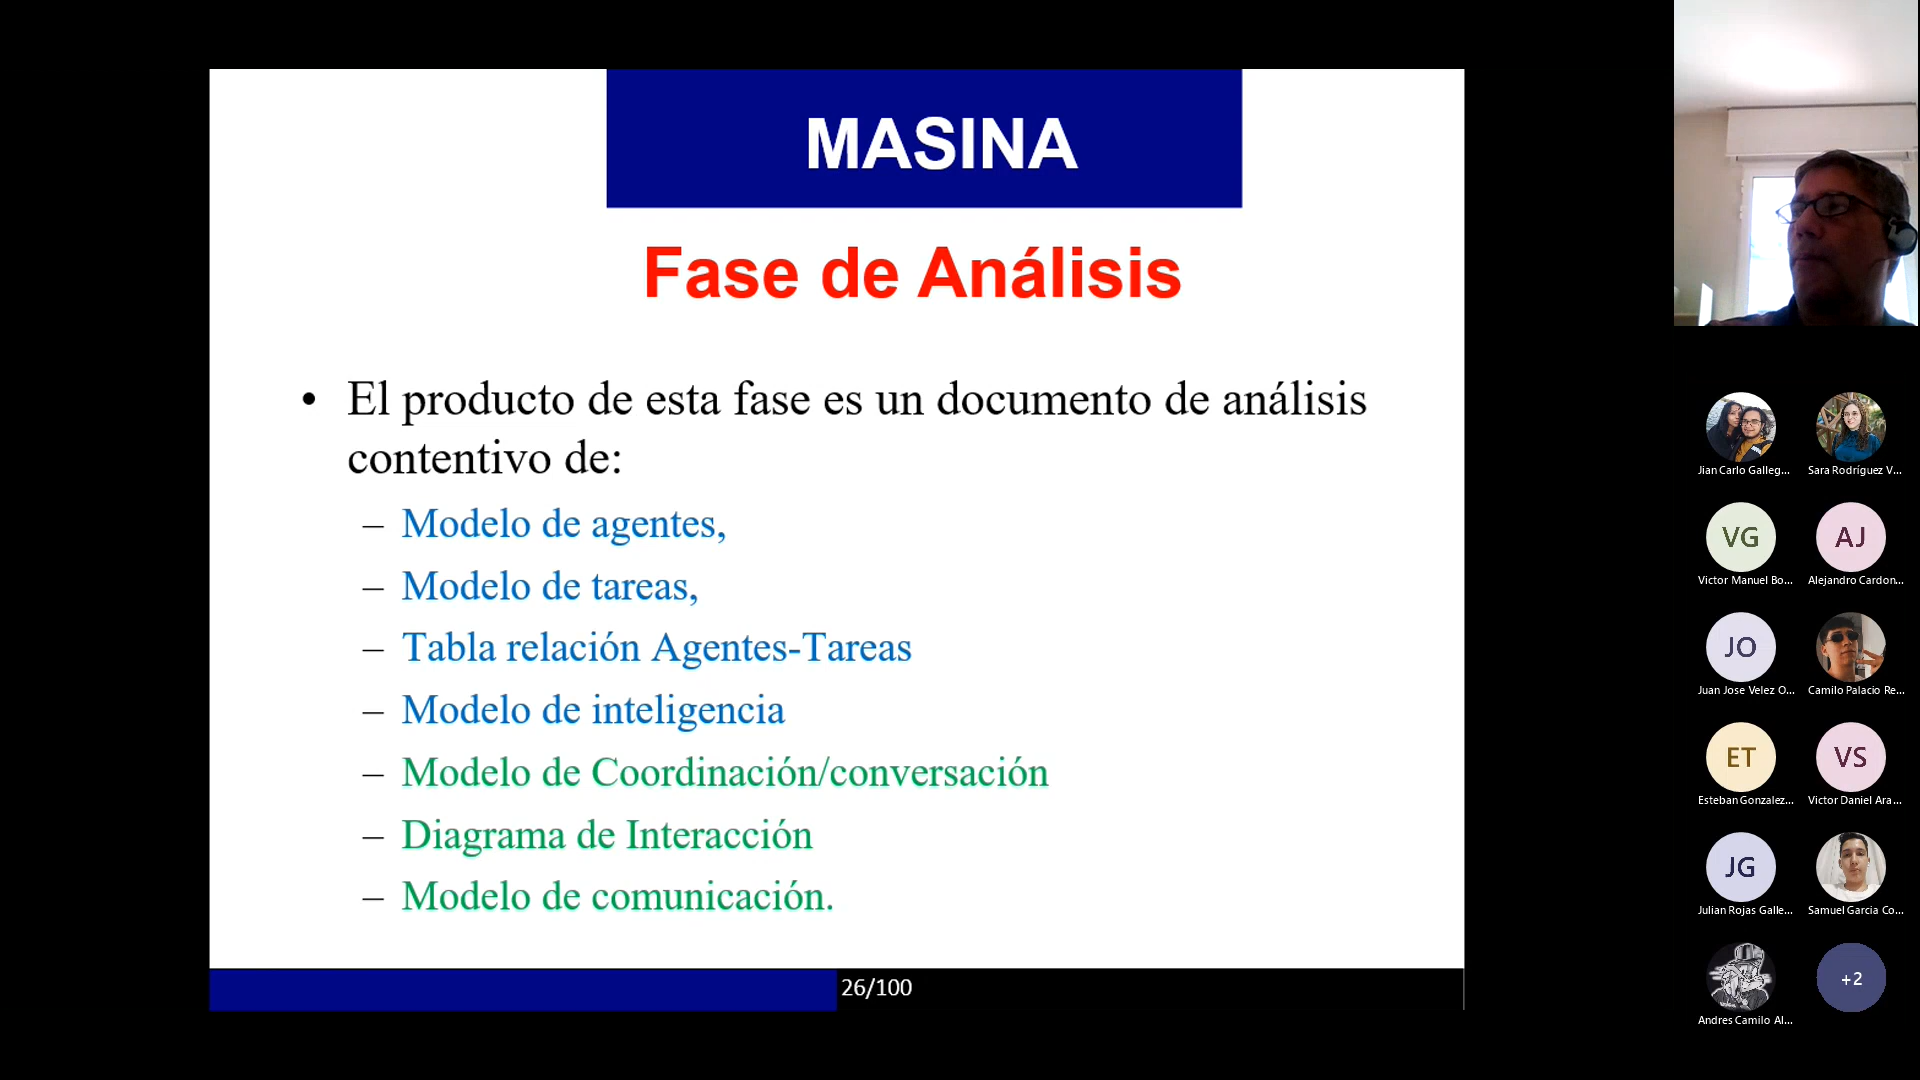 MASINA
Fase de Análisis
• El producto de esta fase es un documento de análisis
contentivo de:
– Modelo de agentes,
– Modelo de tareas,
– Tabla relación Agentes-Tareas
– Modelo de inteligencia
– Modelo de Coordinación/conversación
– Diagrama de Interacción
– Modelo de comunicación.
26/100
Jian Carlo Galleg...
Sara Rodríguez V...
VG
AJ
Victor Manuel Bo...
Alejandro Cardon...
JO
Juan Jose Velez O...
Camilo Palacio Re...
ET
VS
Esteban Gonzalez...
Victor Daniel Ara...
JG
Julian Rojas Galle...
Samuel Garcia Co...
+2
Andres Camilo Al...